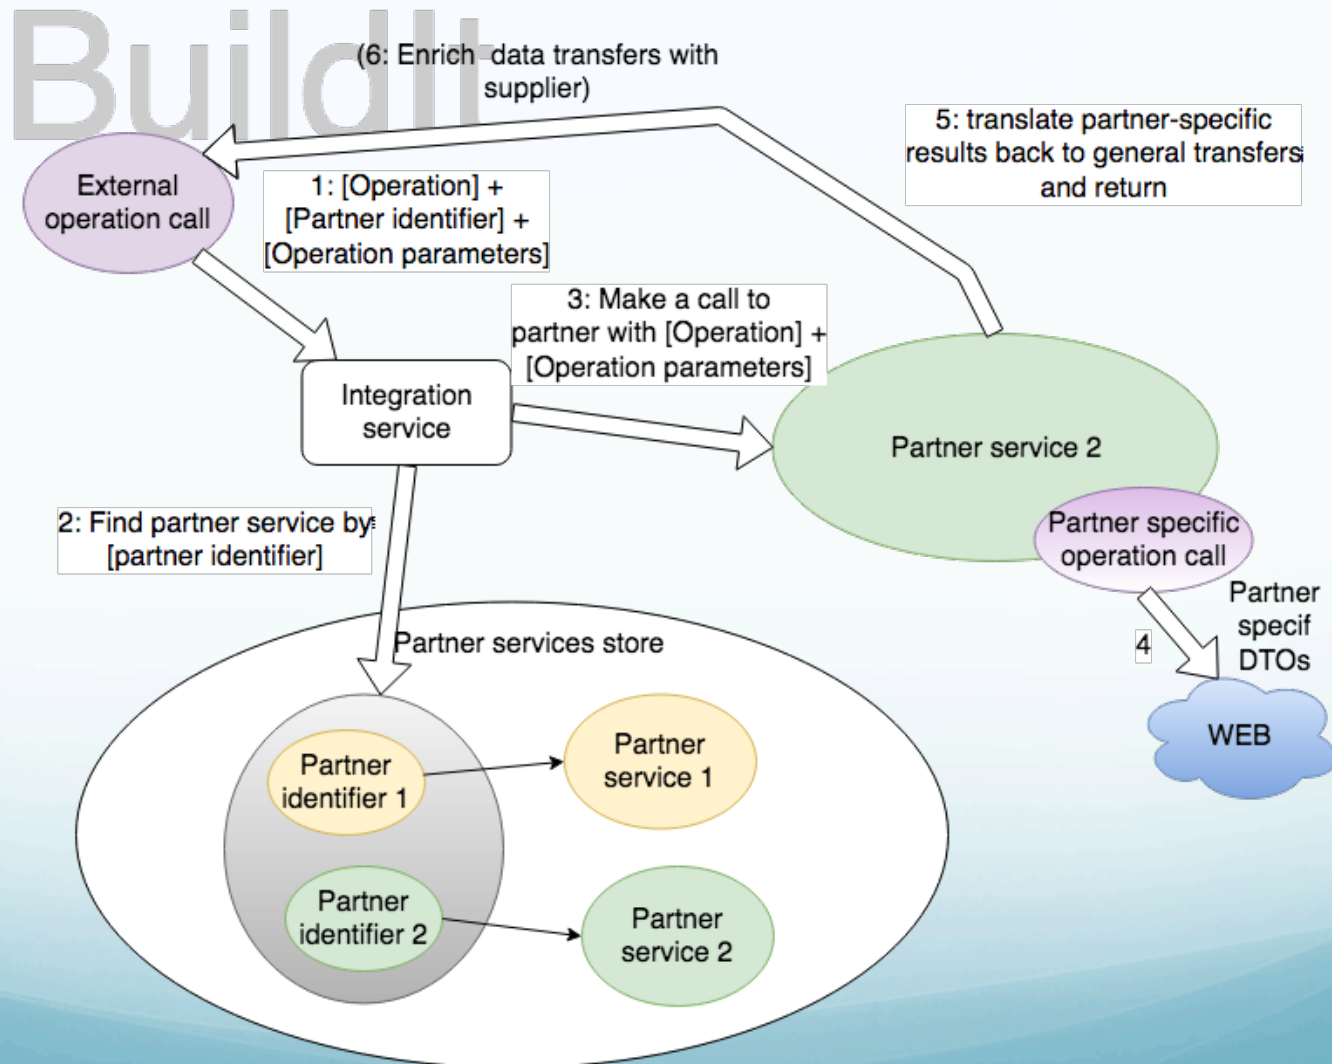 BuildIt
(6: Enrich data transfers with
supplier)
5: translate partner-specific
results back to general transfers
and return
External
operation call
1: [Operation] +
[Partner identifier] +
[Operation parameters]
3: Make a call to
partner with [Operation] +
[Operation parameters]
Integration
service
Partner service 2
2: Find partner service by
[partner identifier]
Partner specific
operation call
Partner
specif
DTOs
4
WEB
Partner services store
Partner
identifier 1
Partner
service 1
Partner
identifier 2
Partner
service 2